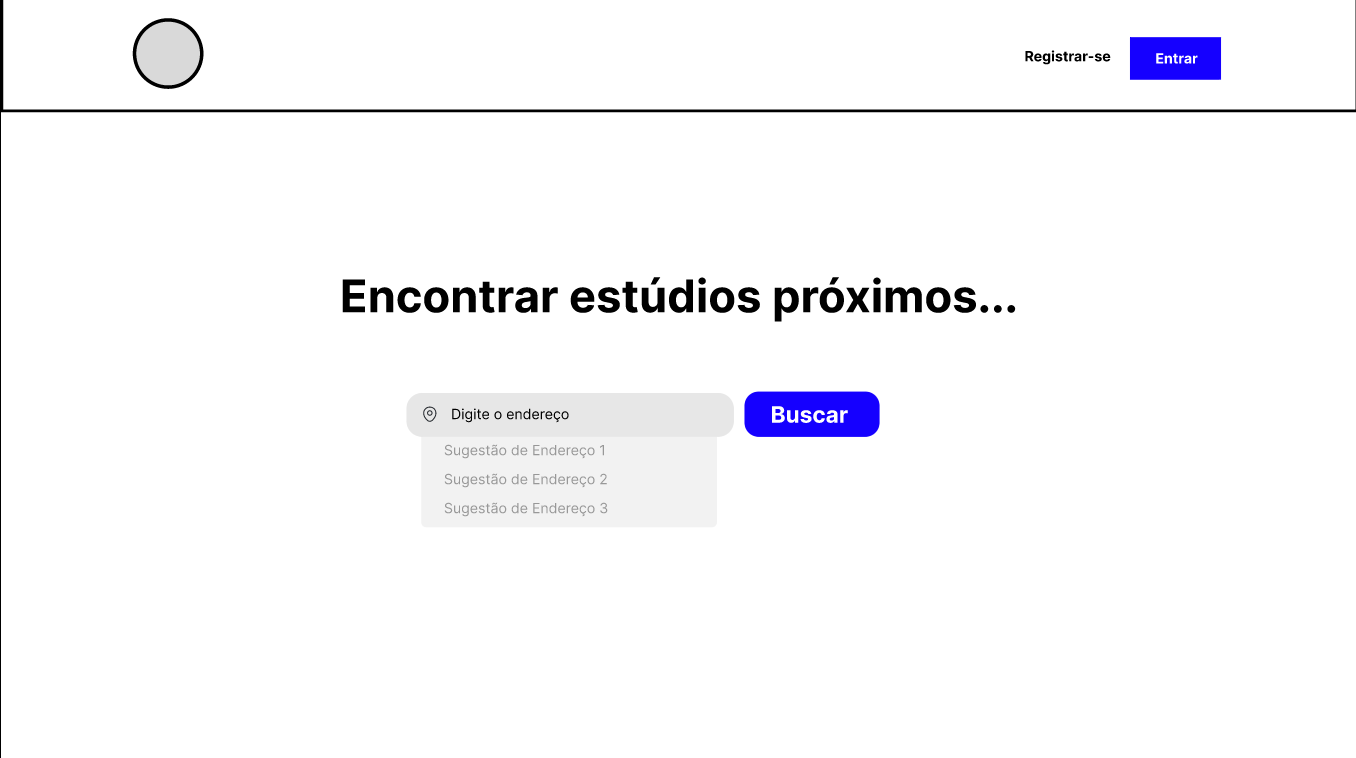 Registrar-se
Entrar
Encontrar estúdios próximos...
Digite o endereço
Buscar
Sugestão de Endereço 1
Sugestão de Endereço 2
Sugestão de Endereço 3